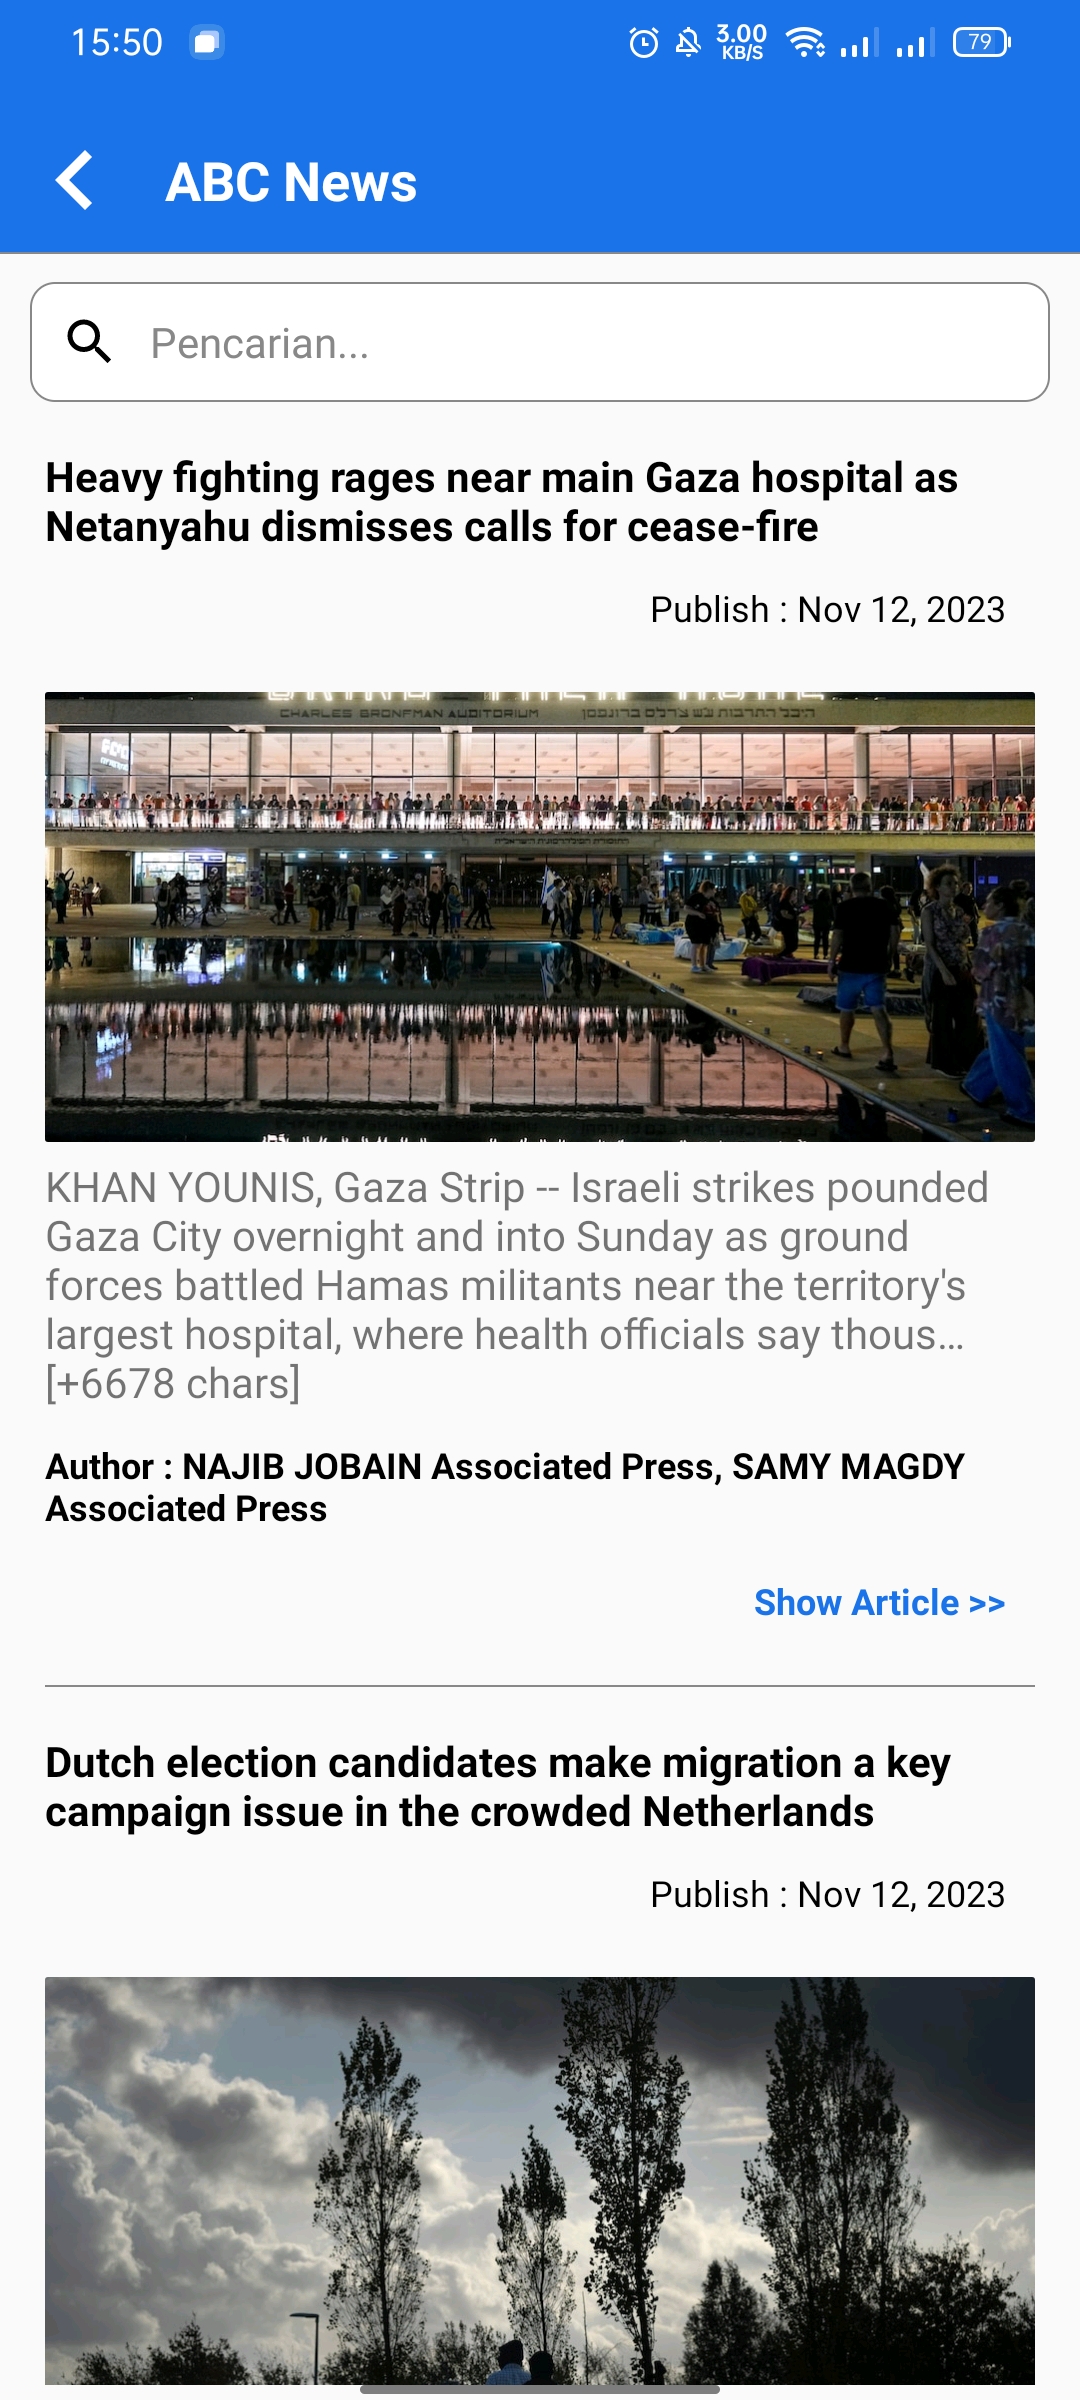 15:50
3.00
KB/S
79
ABC News
Pencarian...
Heavy fighting rages near main Gaza hospital as
Netanyahu dismisses calls for cease-fire
Publish : Nov 12, 2023
CHARLES BRONFMAN AUDITORIUM היכל התרבות ע״ש צ׳רלס ברונפמן
KHAN YOUNIS, Gaza Strip -- Israeli strikes pounded
Gaza City overnight and into Sunday as ground
forces battled Hamas militants near the territory's
largest hospital, where health officials say thous…
[+6678 chars]
Author : NAJIB JOBAIN Associated Press, SAMY MAGDY
Associated Press
Show Article >>
Dutch election candidates make migration a key
campaign issue in the crowded Netherlands
Publish : Nov 12, 2023